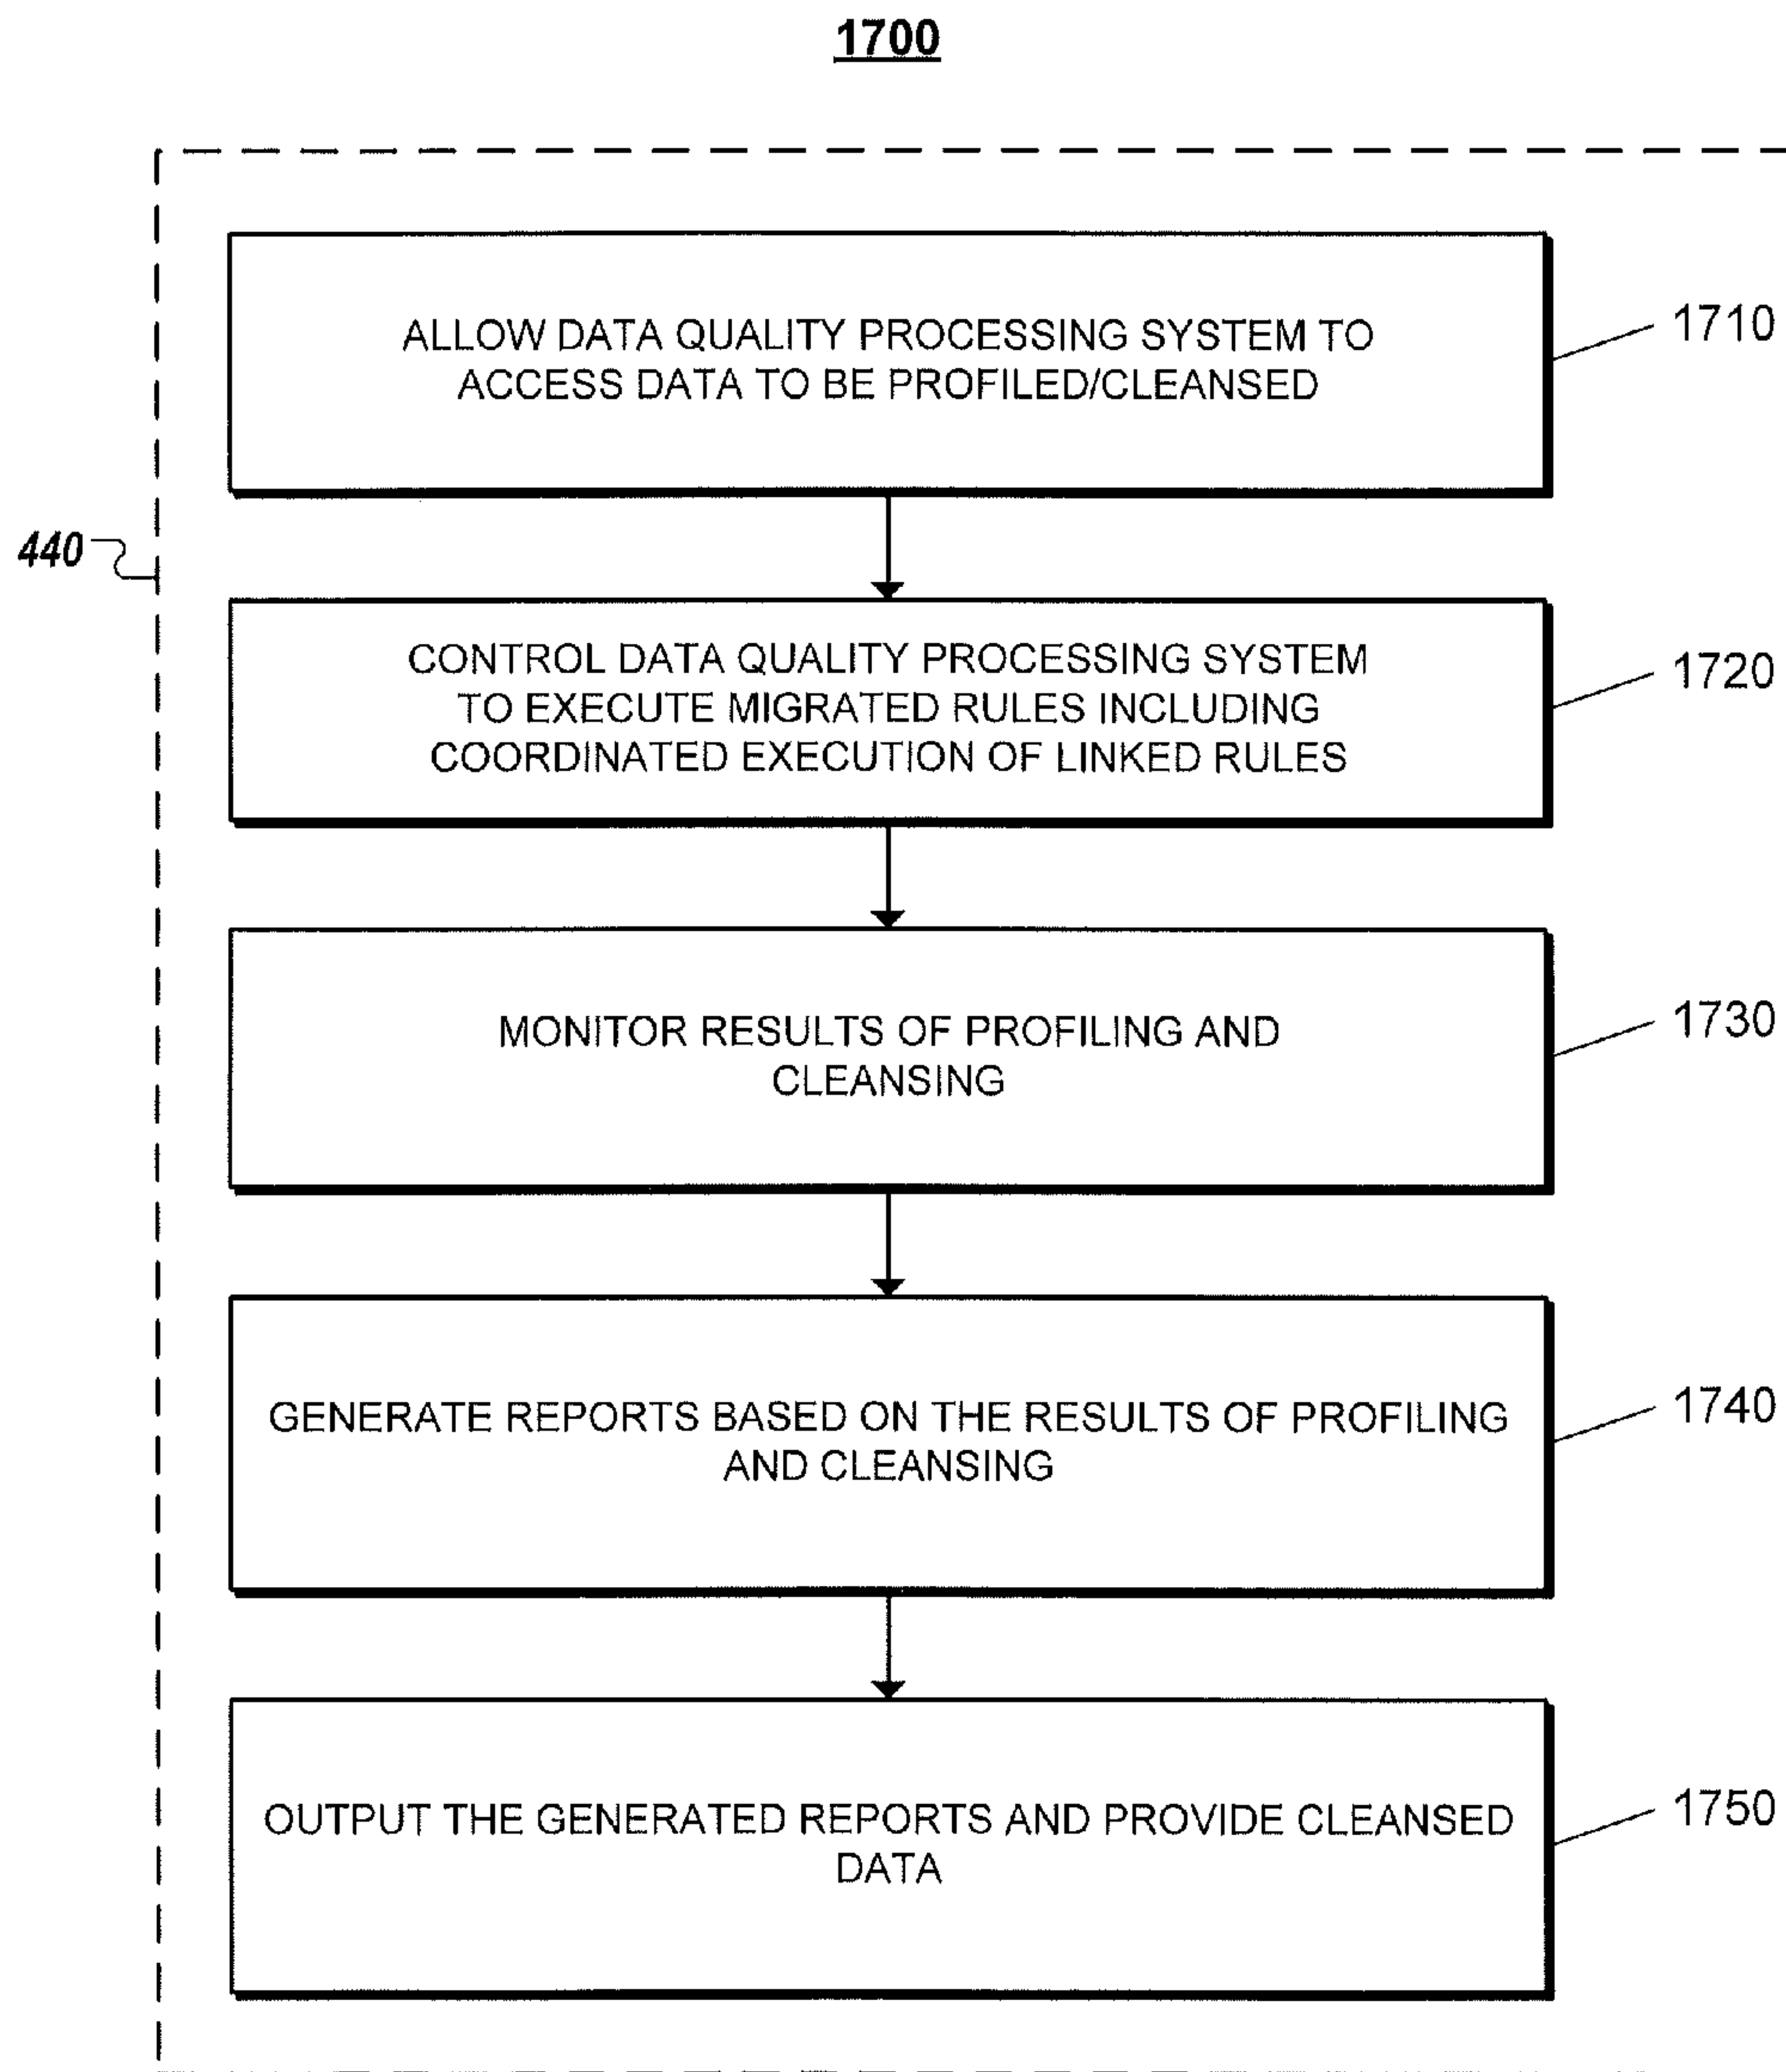 1700
ALLOW DATA QUALITY PROCESSING SYSTEM TO
ACCESS DATA TO BE PROFILED/CLEANSED
1710
440
CONTROL DATA QUALITY PROCESSING SYSTEM
TO EXECUTE MIGRATED RULES INCLUDING
COORDINATED EXECUTION OF LINKED RULES
1720
MONITOR RESULTS OF PROFILING AND
CLEANSING
1730
GENERATE REPORTS BASED ON THE RESULTS OF PROFILING
AND CLEANSING
1740
OUTPUT THE GENERATED REPORTS AND PROVIDE CLEANSED
DATA
1750